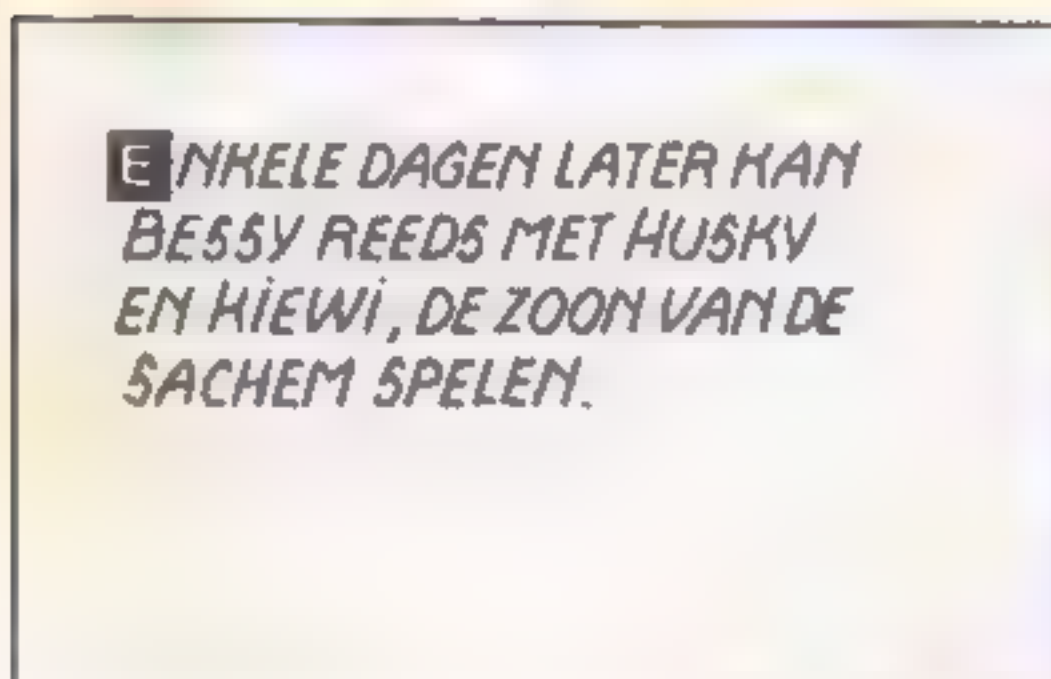 ENKELE DAGEN LATER KAN
BESSY REEDS MET HUSKY
EN KIEWI, DE ZOON VAN DE
SACHEM SPELEN.